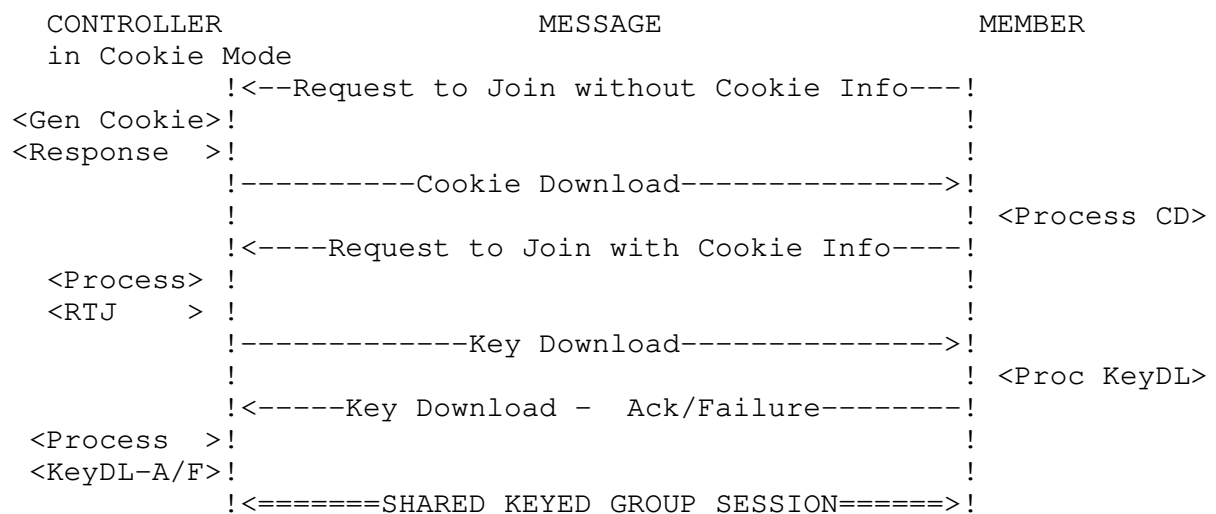 CONTROLLER                  MESSAGE                    MEMBER
in Cookie Mode
!<--Request to Join without Cookie Info---!
<Gen Cookie>!                                         !
<Response  >!                                         !
!----------Cookie Download--------------->!
!                                         ! <Process CD>
!<----Request to Join with Cookie Info----!
<Process> !                                         !
<RTJ    > !                                         !
!-------------Key Download--------------->!
!                                         ! <Proc KeyDL>
!<-----Key Download -  Ack/Failure--------!
<Process  >!                                         !
<KeyDL-A/F>!                                         !
!<=======SHARED KEYED GROUP SESSION======>!